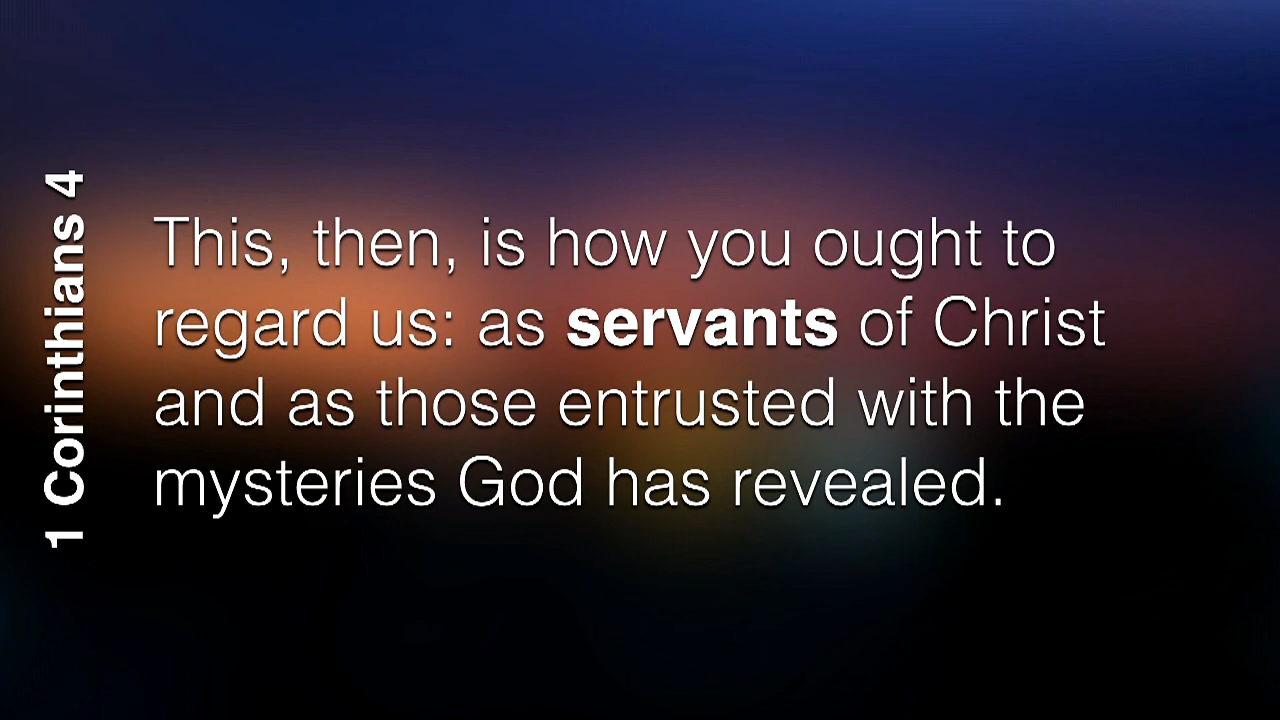 1 Corinthians 4
This, then, is how you ought to
regard us: as servants of Christ
and as those entrusted with the
mysteries God has revealed.